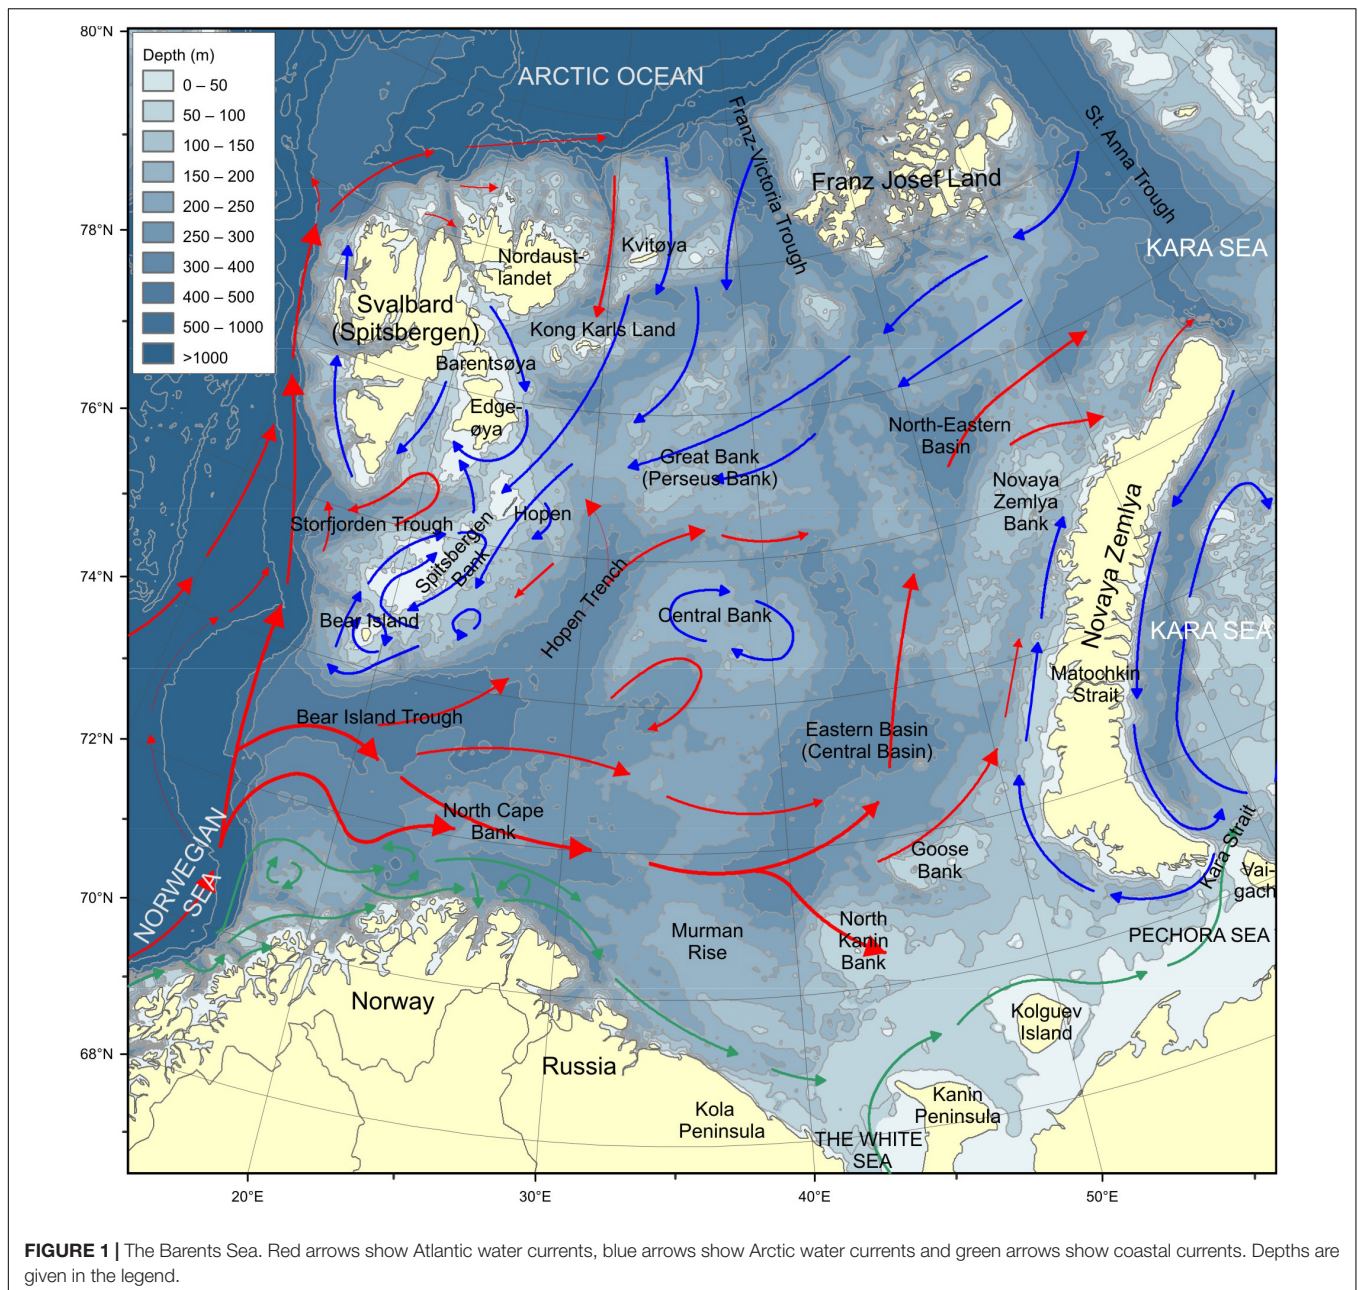 80°N
78°N
76°N
74°N
72°N
70°N
68°N
Depth (m)
0 – 50
50 – 100
100 – 150
150 – 200
200 – 250
250 – 300
300 – 400
400 – 500
500 – 1000
>1000
ARCTIC OCEAN
Franz-Victoria Trough
Franz Josef Land
St. Anna Trough
KARA SEA
Kvitøya
Nordaust-
landet
Svalbard
(Spitsbergen)
Kong Karls Land
Barentsøya
Edge-
øya
North-Eastern
Basin
Great Bank
(Perseus Bank)
Novaya
Zemlya
Bank
Novaya Zemlya
Hopen
Storfjorden Trough
Spitsbergen
Bank
Hopen Trench
Central Bank
Bear Island
KARA SEA
Matochkin
Strait
Bear Island Trough
Eastern Basin
(Central Basin)
North Cape
Bank
Goose
Bank
Kara Strait
Vai-
gach
NORWEGIAN
SEA
Murman
Rise
North
Kanin
Bank
PECHORA SEA
Norway
Kolguev
Island
Russia
Kola
Peninsula
Kanin
Peninsula
THE WHITE
SEA
20°E
30°E
40°E
50°E
FIGURE 1 | The Barents Sea. Red arrows show Atlantic water currents, blue arrows show Arctic water currents and green arrows show coastal currents. Depths are
given in the legend.